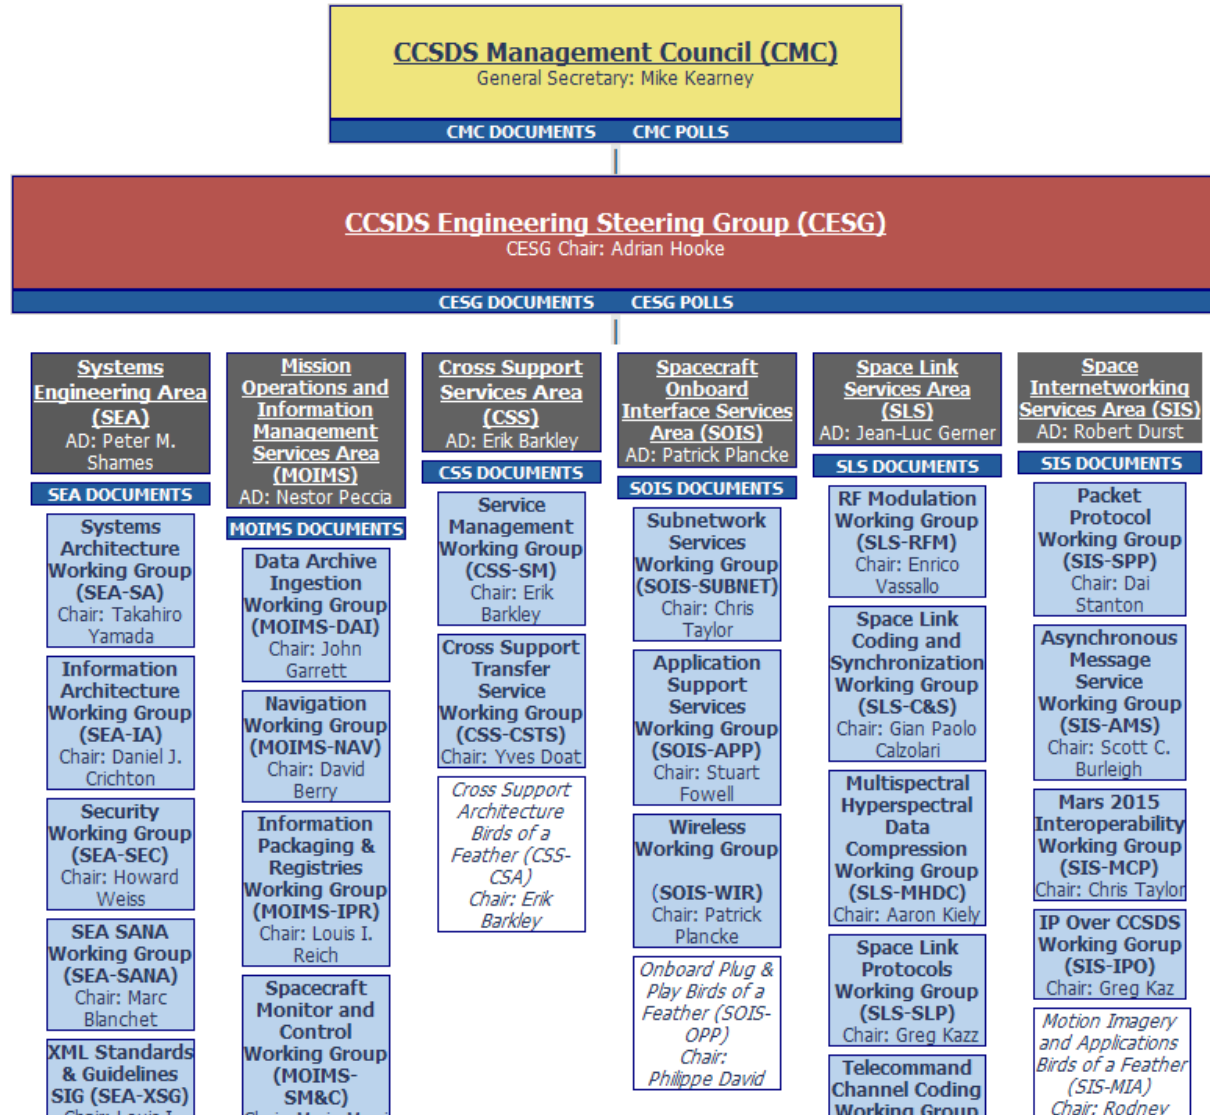 CCSDS Management Council (CMC)
General Secretary: Mike Kearney
CMC DOCUMENTS CMC POLLS
CCSDS Engineering Steering Group (CESG)
CESG Chair: Adrian Hooke
CESG DOCUMENTS CESG POLLS
Systems
Engineering Area
(SEA)
AD: Peter M.
Shames
SEA DOCUMENTS
Systems
Architecture
Working Group
(SEA-SA)
Chair: Takahiro
Yamada
Information
Architecture
Working Group
(SEA-IA)
Chair: Daniel J.
Crichton
Security
Working Group
(SEA-SEC)
Chair: Howard
Weiss
SEA SANA
Working Group
(SEA-SANA)
Chair: Marc
Blanchet
XML Standards
& Guidelines
SIG (SEA-XSG)
Chair: Louis I.
Mission
Operations and
Information
Management
Services Area
(MOIMS)
AD: Nestor Peccia
MOIMS DOCUMENTS
Data Archive
Ingestion
Working Group
(MOIMS-DAI)
Chair: John
Garrett
Navigation
Working Group
(MOIMS-NAV)
Chair: David
Berry
Information
Packaging &
Registries
Working Group
(MOIMS-IPR)
Chair: Louis I.
Reich
Spacecraft
Monitor and
Control
Working Group
(MOIMS-
SM&C)
Chair: Mario
Cross Support
Services Area
(CSS)
AD: Erik Barkley
CSS DOCUMENTS
Service
Management
Working Group
(CSS-SM)
Chair: Erik
Barkley
Cross Support
Transfer
Service
Working Group
(CSS-CSTS)
Chair: Yves Doat
Cross Support
Architecture
Birds of a
Feather (CSS-
CSA)
Chair: Erik
Barkley
Spacecraft
Onboard
Interface Services
Area (SOIS)
AD: Patrick Plancke
SOIS DOCUMENTS
Subnetwork
Services
Working Group
(SOIS-SUBNET)
Chair: Chris
Taylor
Application
Support
Services
Working Group
(SOIS-APP)
Chair: Stuart
Fowell
Wireless
Working Group
(SOIS-WIR)
Chair: Patrick
Plancke
Onboard Plug &
Play Birds of a
Feather (SOIS-
OPP)
Chair:
Philippe David
Space Link
Services Area
(SLS)
AD: Jean-Luc Gerner
SLS DOCUMENTS
RF Modulation
Working Group
(SLS-RFM)
Chair: Enrico
Vassallo
Space Link
Coding and
Synchronization
Working Group
(SLS-C&S)
Chair: Gian Paolo
Calzolari
Multispectral
Hyperspectral
Data
Compression
Working Group
(SLS-MHDC)
Chair: Aaron Kiely
Space Link
Protocols
Working Group
(SLS-SLP)
Chair: Greg Kazz
Telecommand
Channel Coding
Working Group
Space
Internetworking
Services Area (SIS)
AD: Robert Durst
SIS DOCUMENTS
Packet
Protocol
Working Group
(SIS-SPP)
Chair: Dai
Stanton
Asynchronous
Message
Service
Working Group
(SIS-AMS)
Chair: Scott C.
Burleigh
Mars 2015
Interoperability
Working Group
(SIS-MCP)
Chair: Chris Taylor
IP Over CCSDS
Working Gorup
(SIS-IPO)
Chair: Greg Kaz
Motion Imagery
and Applications
Birds of a Feather
(SIS-MIA)
Chair: Rodney